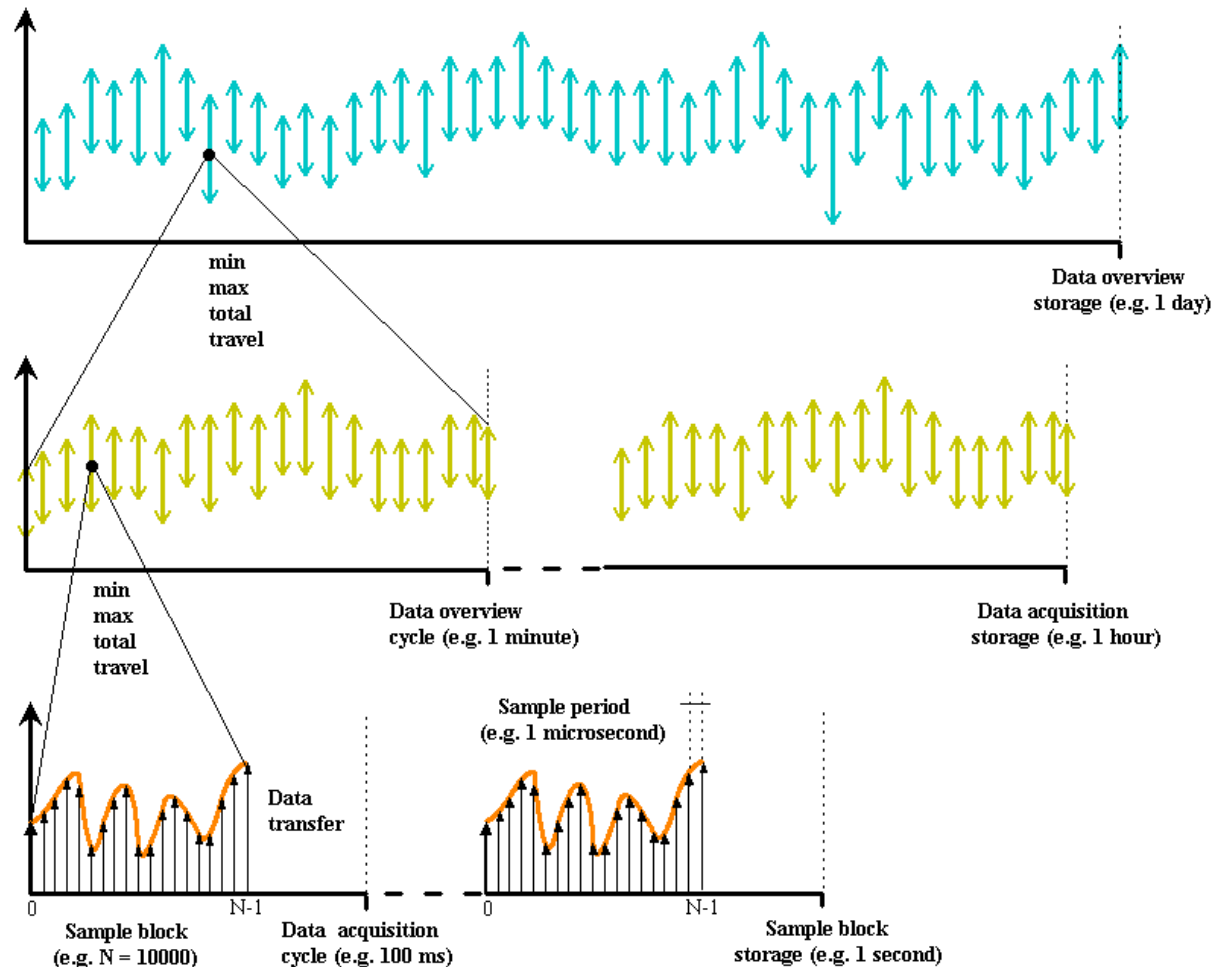 min
max
total
travel
Data overview
storage (e.g. 1 day)
min
max
total
travel
Data overview
cycle (e.g. 1 minute)
Data acquisition
storage (e.g. 1 hour)
Sample period
(e.g. 1 microsecond)
Data
transfer
0
N-1
0
N-1
Sample block
(e.g. N = 10000)
Data acquisition
cycle (e.g. 100 ms)
Sample block
storage (e.g. 1 second)